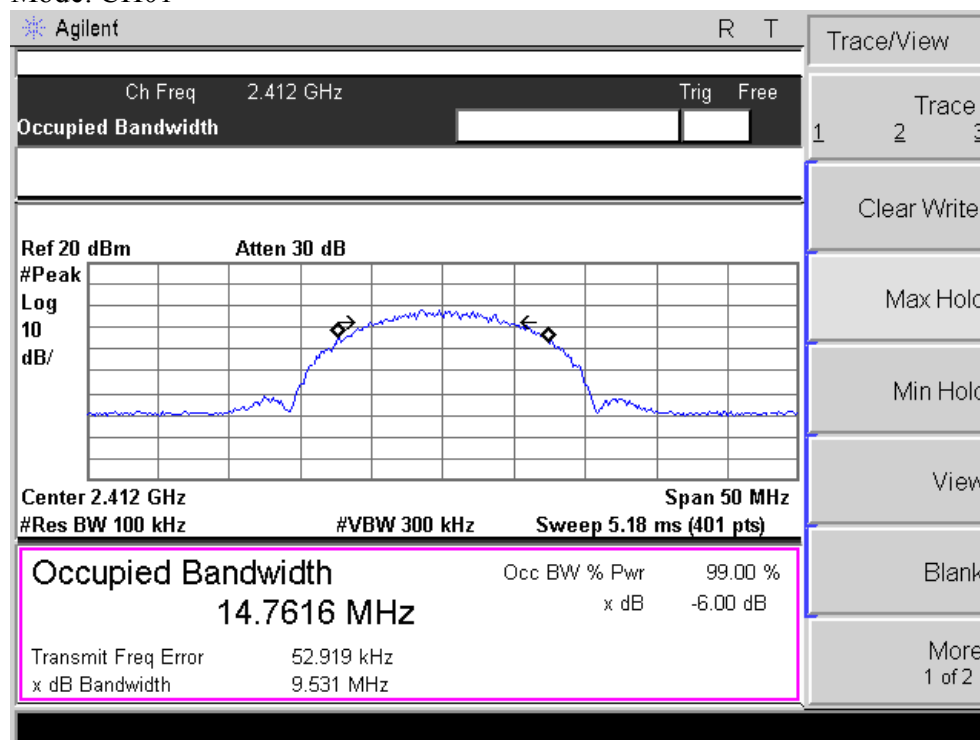 Mode: CH01
Agilent R T
Ch Freq 2.412 GHz Trig Free
Occupied Bandwidth
Ref 20 dBm Atten 30 dB
#Peak
Log
10
dB/
Center 2.412 GHz Span 50 MHz
#Res BW 100 kHz #VBW 300 kHz Sweep 5.18 ms (401 pts)
Occupied Bandwidth Occ BW % Pwr 99.00 %
14.7616 MHz x dB -6.00 dB
Transmit Freq Error 52.919 kHz
x dB Bandwidth 9.531 MHz
Trace/View
Trace
1 2 3
Clear Write
Max Hold
Min Hold
View
Blank
More
1 of 2